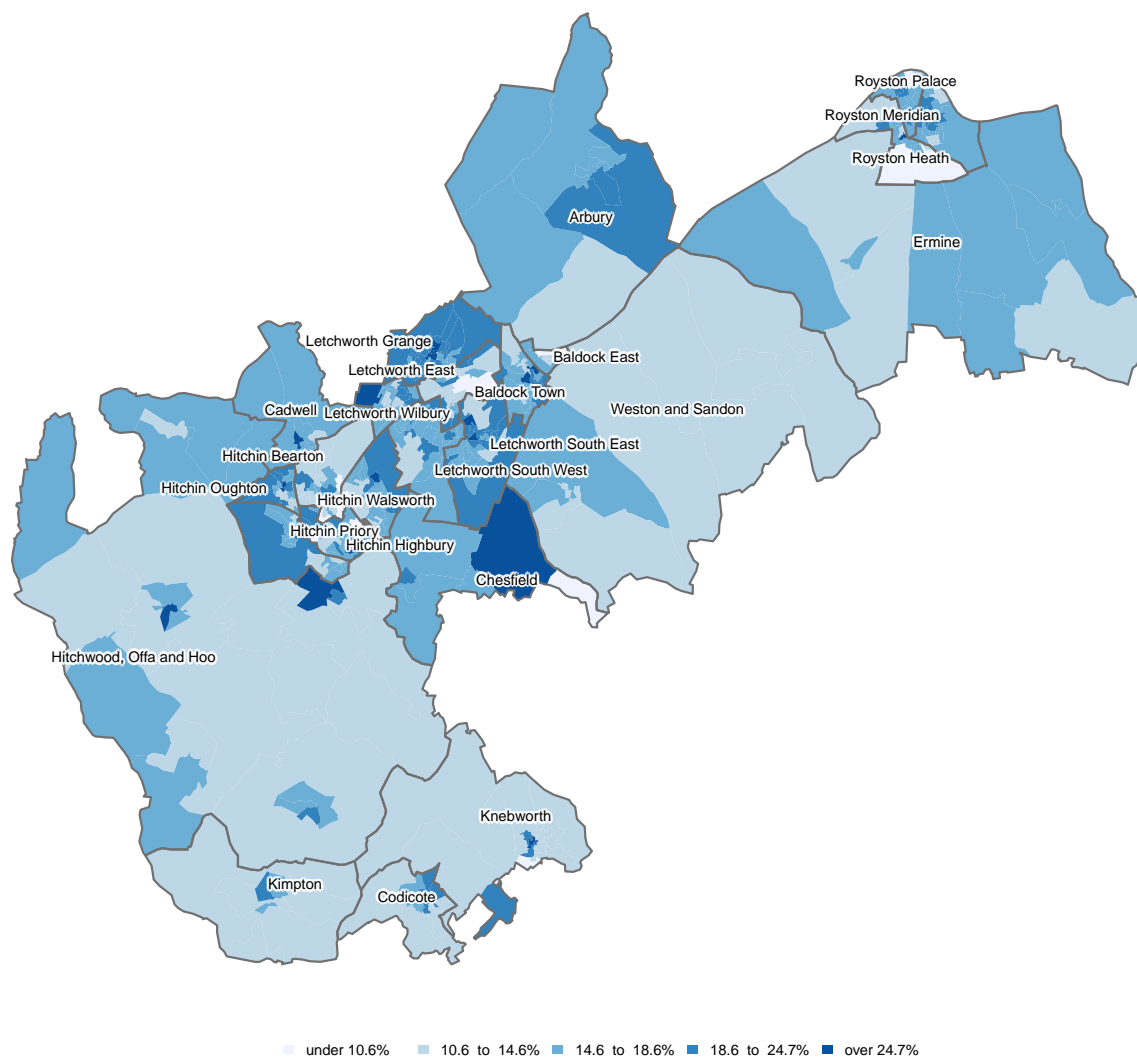 Royston Palace
Royston Meridian
Royston Heath
Arbury
Ermine
Letchworth Grange
Baldock East
Letchworth East
Baldock Town
Cadwell
Letchworth Wilbury
Weston and Sandon
Letchworth South East
Hitchin Bearton
Letchworth South West
Hitchin Oughton
Hitchin Walsworth
Hitchin Priory
Hitchin Highbury
Chesfield
Hitchwood, Offa and Hoo
Knebworth
Kimpton
Codicote
under 10.6%
10.6 to 14.6%
14.6 to 18.6%
18.6 to 24.7%
over 24.7%